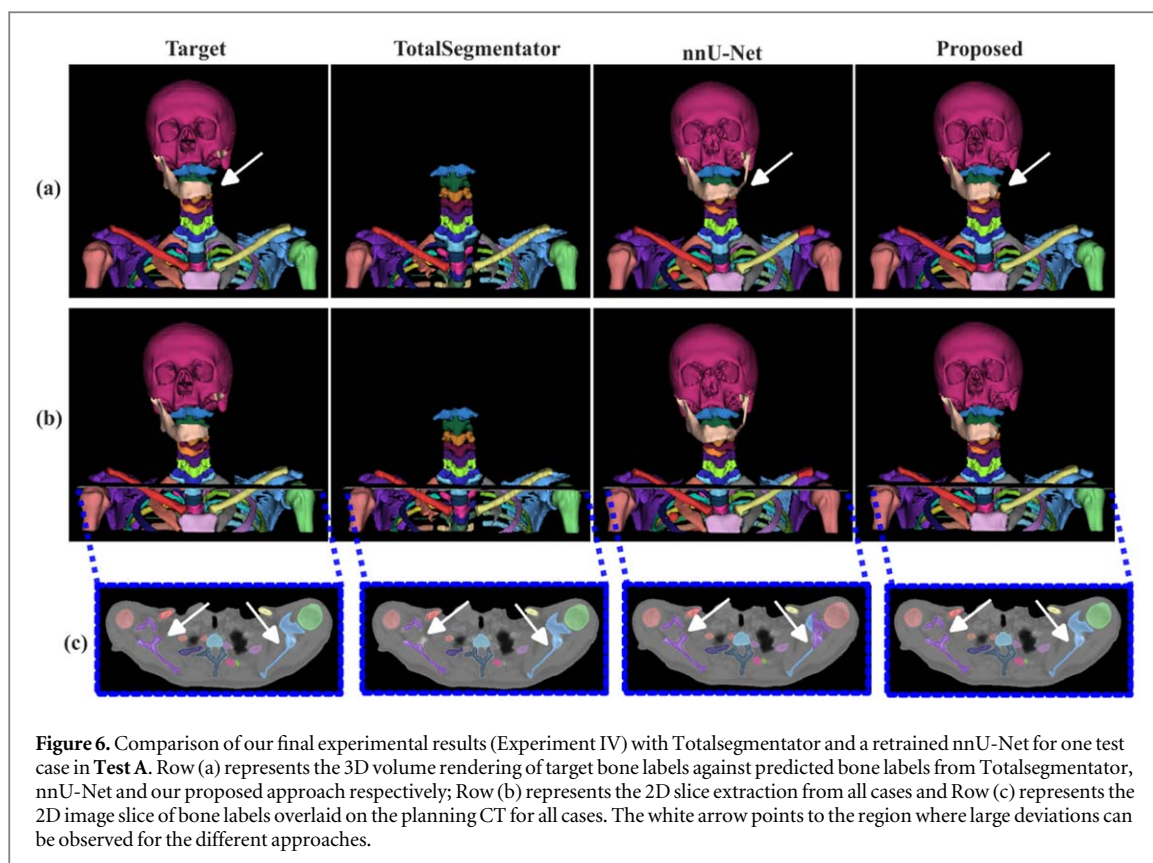 Target TotalSegmentator nnU-Net Proposed
(a)
(b)
(c)
Figure 6. Comparison of our final experimental results (Experiment IV) with Totalsegmentator and a retrained nnU-Net for one test
case in Test A. Row (a) represents the 3D volume rendering of target bone labels against predicted bone labels from Totalsegmentator,
nnU-Net and our proposed approach respectively; Row (b) represents the 2D slice extraction from all cases and Row (c) represents the
2D image slice of bone labels overlaid on the planning CT for all cases. The white arrow points to the region where large deviations can
be observed for the different approaches.